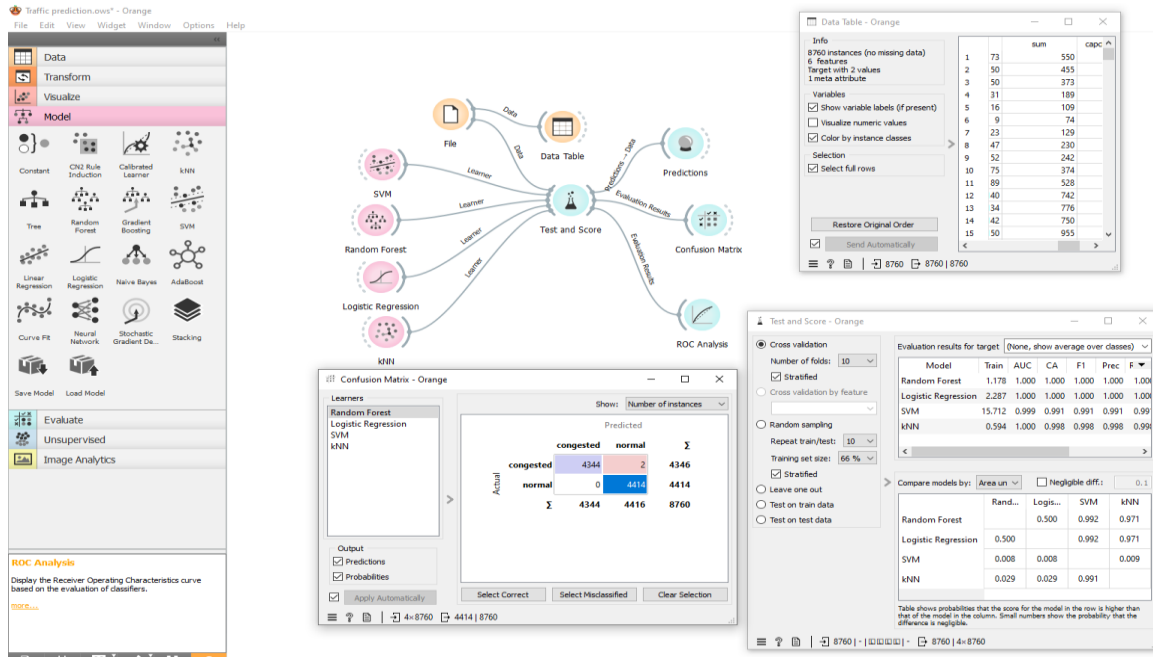 Traffic prediction.ows* - Orange
File Edit View Widget Window Options Help
Data
Transform
Visualize
Model
Constant
CN2 Rule Induction
Calibrated Learner
kNN
Tree
Random Forest
Gradient Boosting
SVM
Linear Regression
Logistic Regression
Naive Bayes
AdaBoost
Curve Fit
Neural Network
Stochastic Gradient De...
Stacking
Save Model
Load Model
Evaluate
Unsupervised
Image Analytics
ROC Analysis
Display the Receiver Operating Characteristics curve
based on the evaluation of classifiers.
more...
File
Data
Data Table
Data
SVM
Learner
Random Forest
Learner
Logistic Regression
Learner
kNN
Learner
Test and Score
Predictions → Data
Predictions
Evaluation Results
Confusion Matrix
Evaluation Results
ROC Analysis
Data Table - Orange
Info
8760 instances (no missing data)
6 features
Target with 2 values
1 meta attribute
Variables
Show variable labels (if present)
Visualize numeric values
Color by instance classes
Selection
Select full rows
Restore Original Order
Send Automatically
8760 8760 | 8760
sum capc
1 73 550
2 50 455
3 50 373
4 31 189
5 16 109
6 9 74
7 23 129
8 47 230
9 52 242
10 75 374
11 89 528
12 40 742
13 34 776
14 42 750
15 50 955
Confusion Matrix - Orange
Learners
Random Forest
Logistic Regression
SVM
kNN
Output
Predictions
Probabilities
Apply Automatically
Show: Number of instances
Predicted
congested normal Σ
Actual
congested 4344 2 4346
normal 0 4414 4414
Σ 4344 4416 8760
Select Correct Select Misclassified Clear Selection
4×8760 4414 | 8760
Test and Score - Orange
Cross validation
Number of folds: 10
Stratified
Cross validation by feature
Random sampling
Repeat train/test: 10
Training set size: 66 %
Stratified
Leave one out
Test on train data
Test on test data
Evaluation results for target (None, show average over classes)
Model Train AUC CA F1 Prec
Random Forest 1.178 1.000 1.000 1.000 1.000 1.00
Logistic Regression 2.287 1.000 1.000 1.000 1.000 1.00
SVM 15.712 0.999 0.991 0.991 0.991 0.99
kNN 0.594 1.000 0.998 0.998 0.998 0.99
Compare models by: Area un Negligible diff.: 0.1
Rand... Logis... SVM kNN
Random Forest 0.500 0.992 0.971
Logistic Regression 0.500 0.992 0.971
SVM 0.008 0.008 0.009
kNN 0.029 0.029 0.991
Table shows probabilities that the score for the model in the row is higher than
that of the model in the column. Small numbers show the probability that the
difference is negligible.
8760 | - | - 8760 | 4×8760